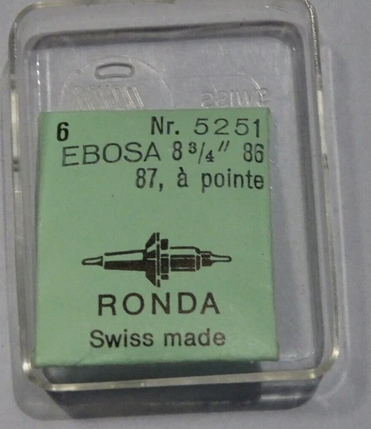 6 Nr. 5251
EBOSA 8 3/4″ 86
87, à pointe
RONDA
Swiss made